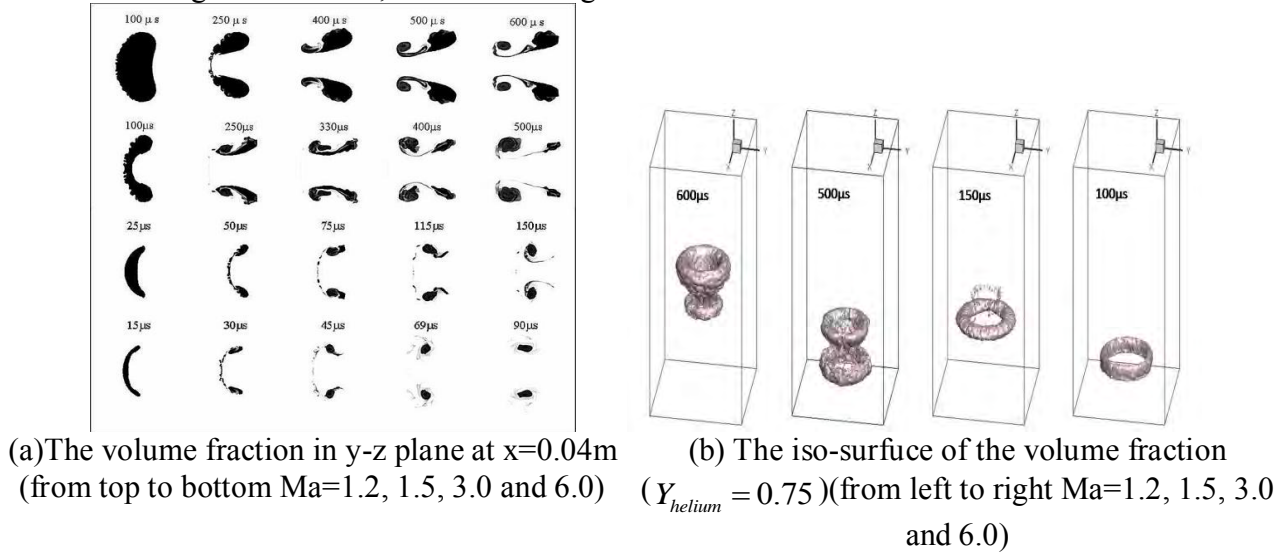 100 μs 250 μs 400 μs 500 μs 600 μs
100μs 250μs 330μs 400μs 500μs
25μs 50μs 75μs 115μs 150μs
15μs 30μs 45μs 69μs 90μs
Z Z Z Z
Y Y Y Y
X X X X
600μs 500μs 150μs 100μs
(a)The volume fraction in y-z plane at x=0.04m
(from top to bottom Ma=1.2, 1.5, 3.0 and 6.0)
(b) The iso-surfuce of the volume fraction
(Y_helium = 0.75)(from left to right Ma=1.2, 1.5, 3.0
and 6.0)